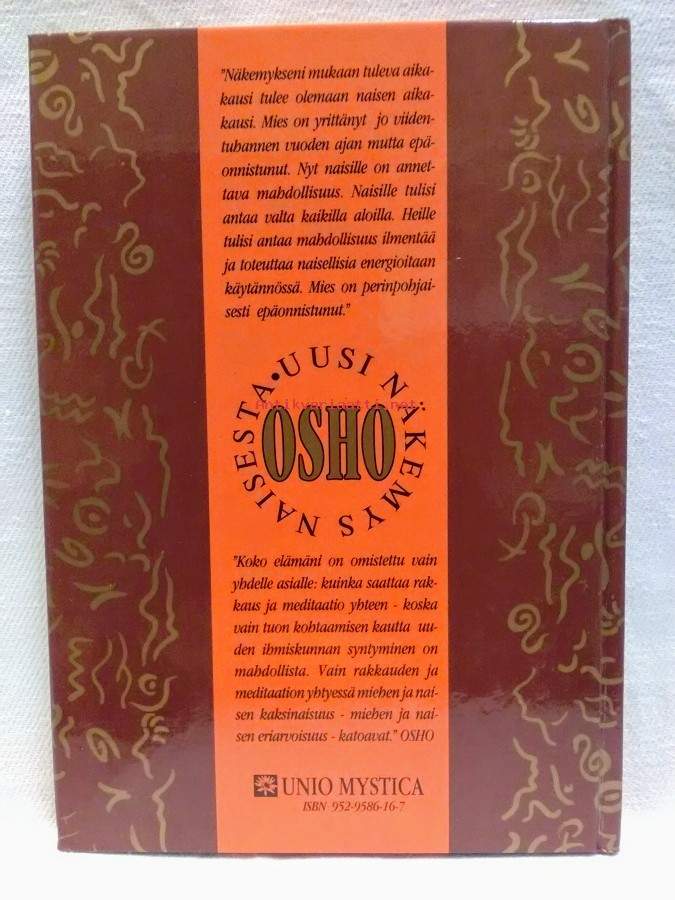 "Näkemykseni mukaan tuleva aika-
kausi tulee olemaan naisen aika-
kausi. Mies on yrittänyt jo viiden-
tuhannen vuoden ajan mutta epä-
onnistunut. Nyt naisille on annet-
tava mahdollisuus. Naisille tulisi
antaa valta kaikilla aloilla. Heille
tulisi antaa mahdollisuus ilmentää
ja toteuttaa naisellisia energioitaan
käytännössä. Mies on perinpohjai-
sesti epäonnistunut."
UUSI NÄKEMYS NAISESTA•
Antikvariaatti.net
OSHO
"Koko elämäni on omistettu vain
yhdelle asialle: kuinka saattaa rak-
kaus ja meditaatio yhteen - koska
vain tuon kohtaamisen kautta uu-
den ihmiskunnan syntyminen on
mahdollista. Vain rakkauden ja
meditaation yhtyessä miehen ja nai-
sen kaksinaisuus - miehen ja nai-
sen eriarvoisuus - katoavat." OSHO
UNIO MYSTICA
ISBN 952-9586-16-7